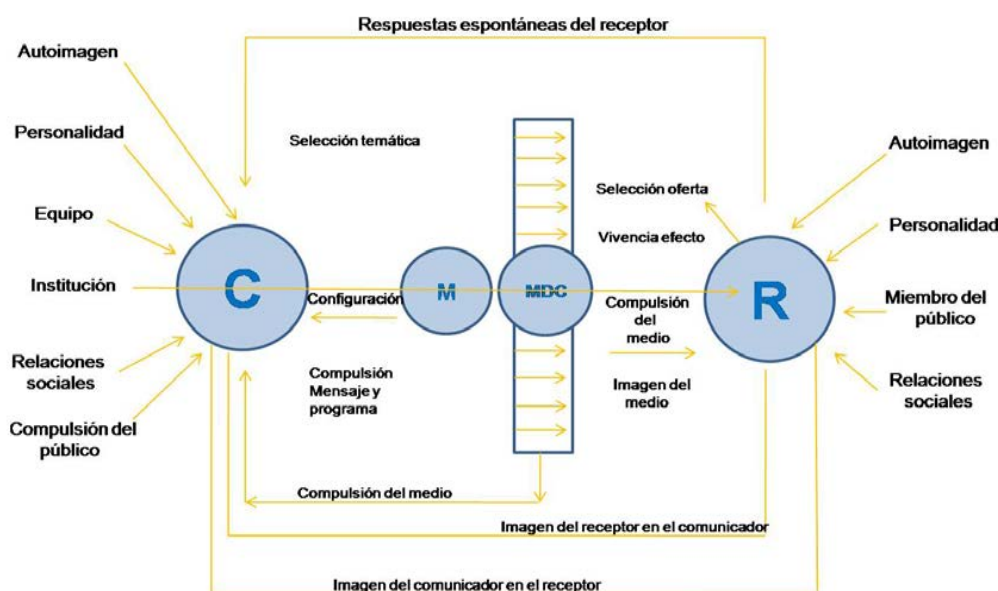 Respuestas espontáneas del receptor
Autoimagen
Personalidad
Equipo
Institución
Relaciones
sociales
Compulsión del
público
C
Selección temática
Configuración
Compulsión
Mensaje y
programa
M
MDC
Selección oferta
Vivencia efecto
Compulsión
del
medio
Imagen del
medio
R
Autoimagen
Personalidad
Miembro del
público
Relaciones
sociales
Compulsión del medio
Imagen del receptor en el comunicador
Imagen del comunicador en el receptor